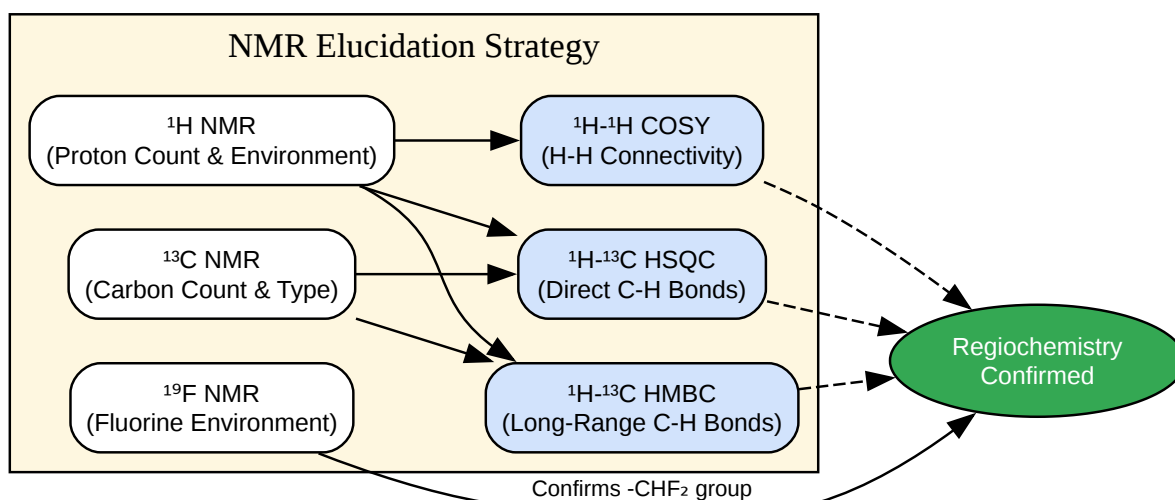 NMR Elucidation Strategy
¹H NMR
(Proton Count & Environment)
¹H-¹H COSY
(H-H Connectivity)
¹³C NMR
(Carbon Count & Type)
¹H-¹³C HSQC
(Direct C-H Bonds)
¹⁹F NMR
(Fluorine Environment)
¹H-¹³C HMBC
(Long-Range C-H Bonds)
Regiochemistry
Confirmed
Confirms -CHF₂ group